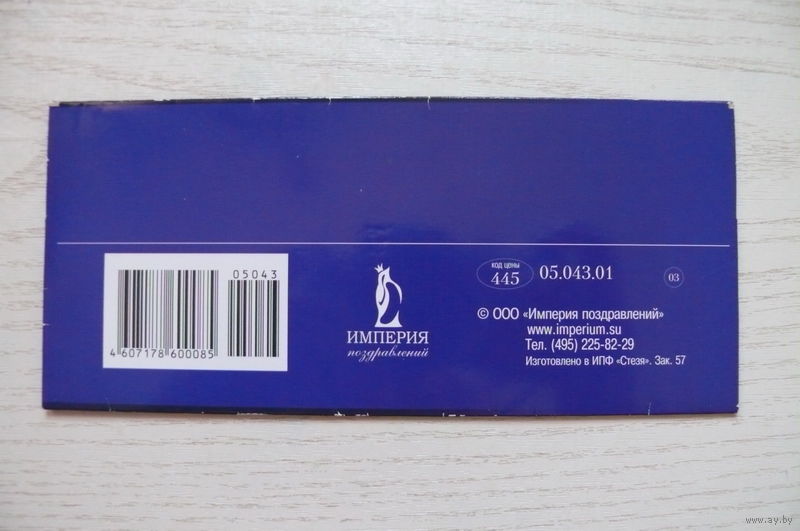 05043
4 607178 600085
ИМПЕРИЯ
поздравлений
код цены
445
05.043.01
03
© ООО «Империя поздравлений»
www.imperium.su
Тел. (495) 225-82-29
Изготовлено в ИПФ «Стезя». Зак. 57
www.ay.by